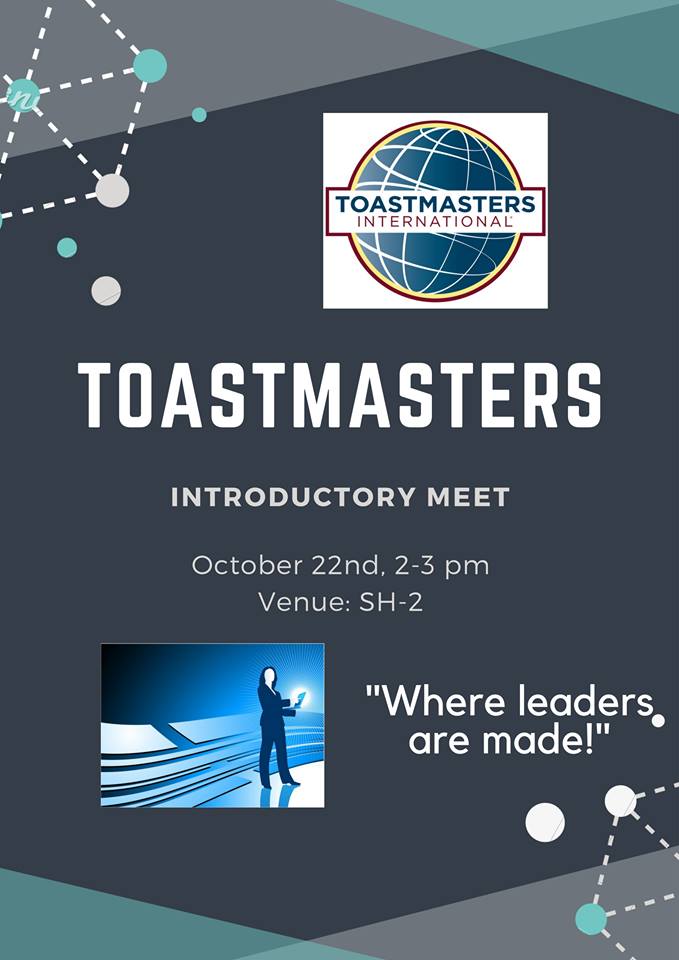 TOASTMASTERS
INTERNATIONAL
TOASTMASTERS
INTRODUCTORY MEET
October 22nd, 2-3 pm
Venue: SH-2
"Where leaders
are made!"